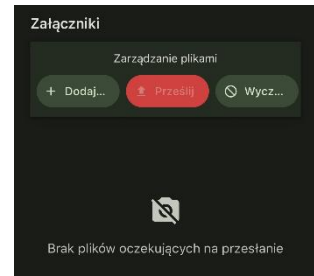 Załączniki
Zarządzanie plikami
+ Dodaj... Prześlij Wycz...
Brak plików oczekujących na przesłanie